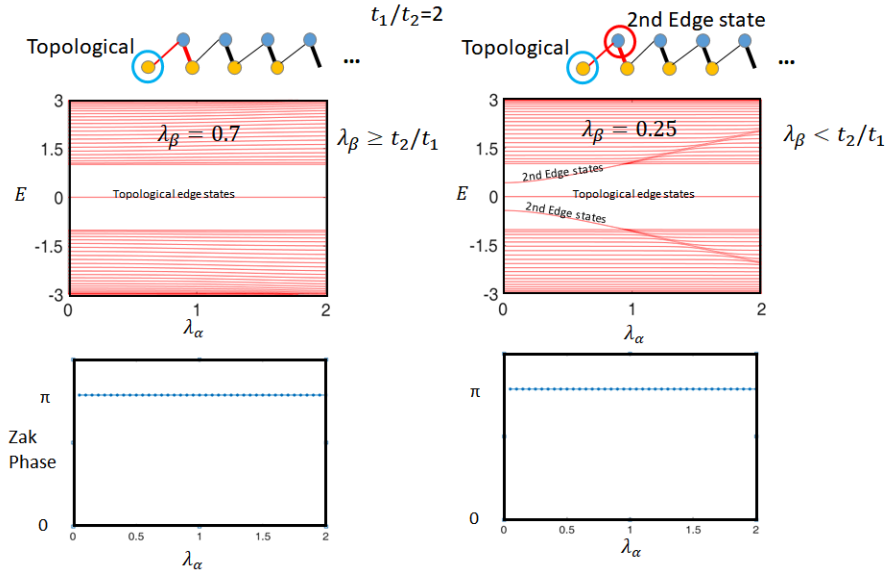 t₁/t₂=2
Topological
...
3
λβ = 0.7
λβ ≥ t₂/t₁
1.5
E
0
Topological edge states
-1.5
-3
0
1
2
λα
π
Zak
Phase
0
0
0.5
1
1.5
2
λα
2nd Edge state
Topological
...
3
λβ = 0.25
λβ < t₂/t₁
1.5
2nd Edge states
E
0
Topological edge states
2nd Edge states
-1.5
-3
0
1
2
λα
π
0
0
0.5
1
1.5
2
λα